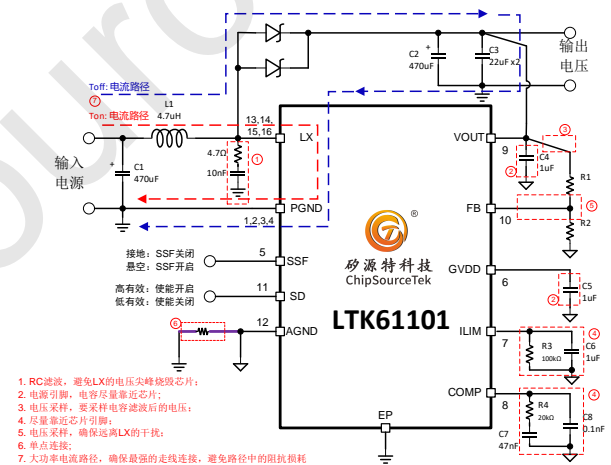 输出
电压
C2
470uF
+
C3
22uF x2
Toff: 电流路径
⑦
Ton: 电流路径
L1
4.7uH
13,14,
15,16
LX
4.7Ω
10nF
①
输入
电源
+
C1
470uF
PGND
1,2,3,4
VOUT
9
③
②
C4
1uF
R1
FB
10
⑤
R2
®
矽源特科技
ChipSourceTek
LTK61101
接地：SSF关闭
悬空：SSF开启
5
SSF
高有效：使能开启
低有效：使能关闭
11
SD
GVDD
6
②
C5
1uF
⑥
12
AGND
ILIM
7
④
R3
100kΩ
C6
1uF
COMP
8
④
R4
20kΩ
C7
47nF
C8
0.1nF
EP
1. RC滤波，避免LX的电压尖峰烧毁芯片；
2. 电源引脚，电容尽量靠近芯片;
3. 电压采样，要采样电容滤波后的电压；
4. 尽量靠近芯片引脚；
5. 电压采样，确保远离LX的干扰；
6. 单点连接;
7. 大功率电流路径，确保最强的走线连接，避免路径中的阻抗损耗